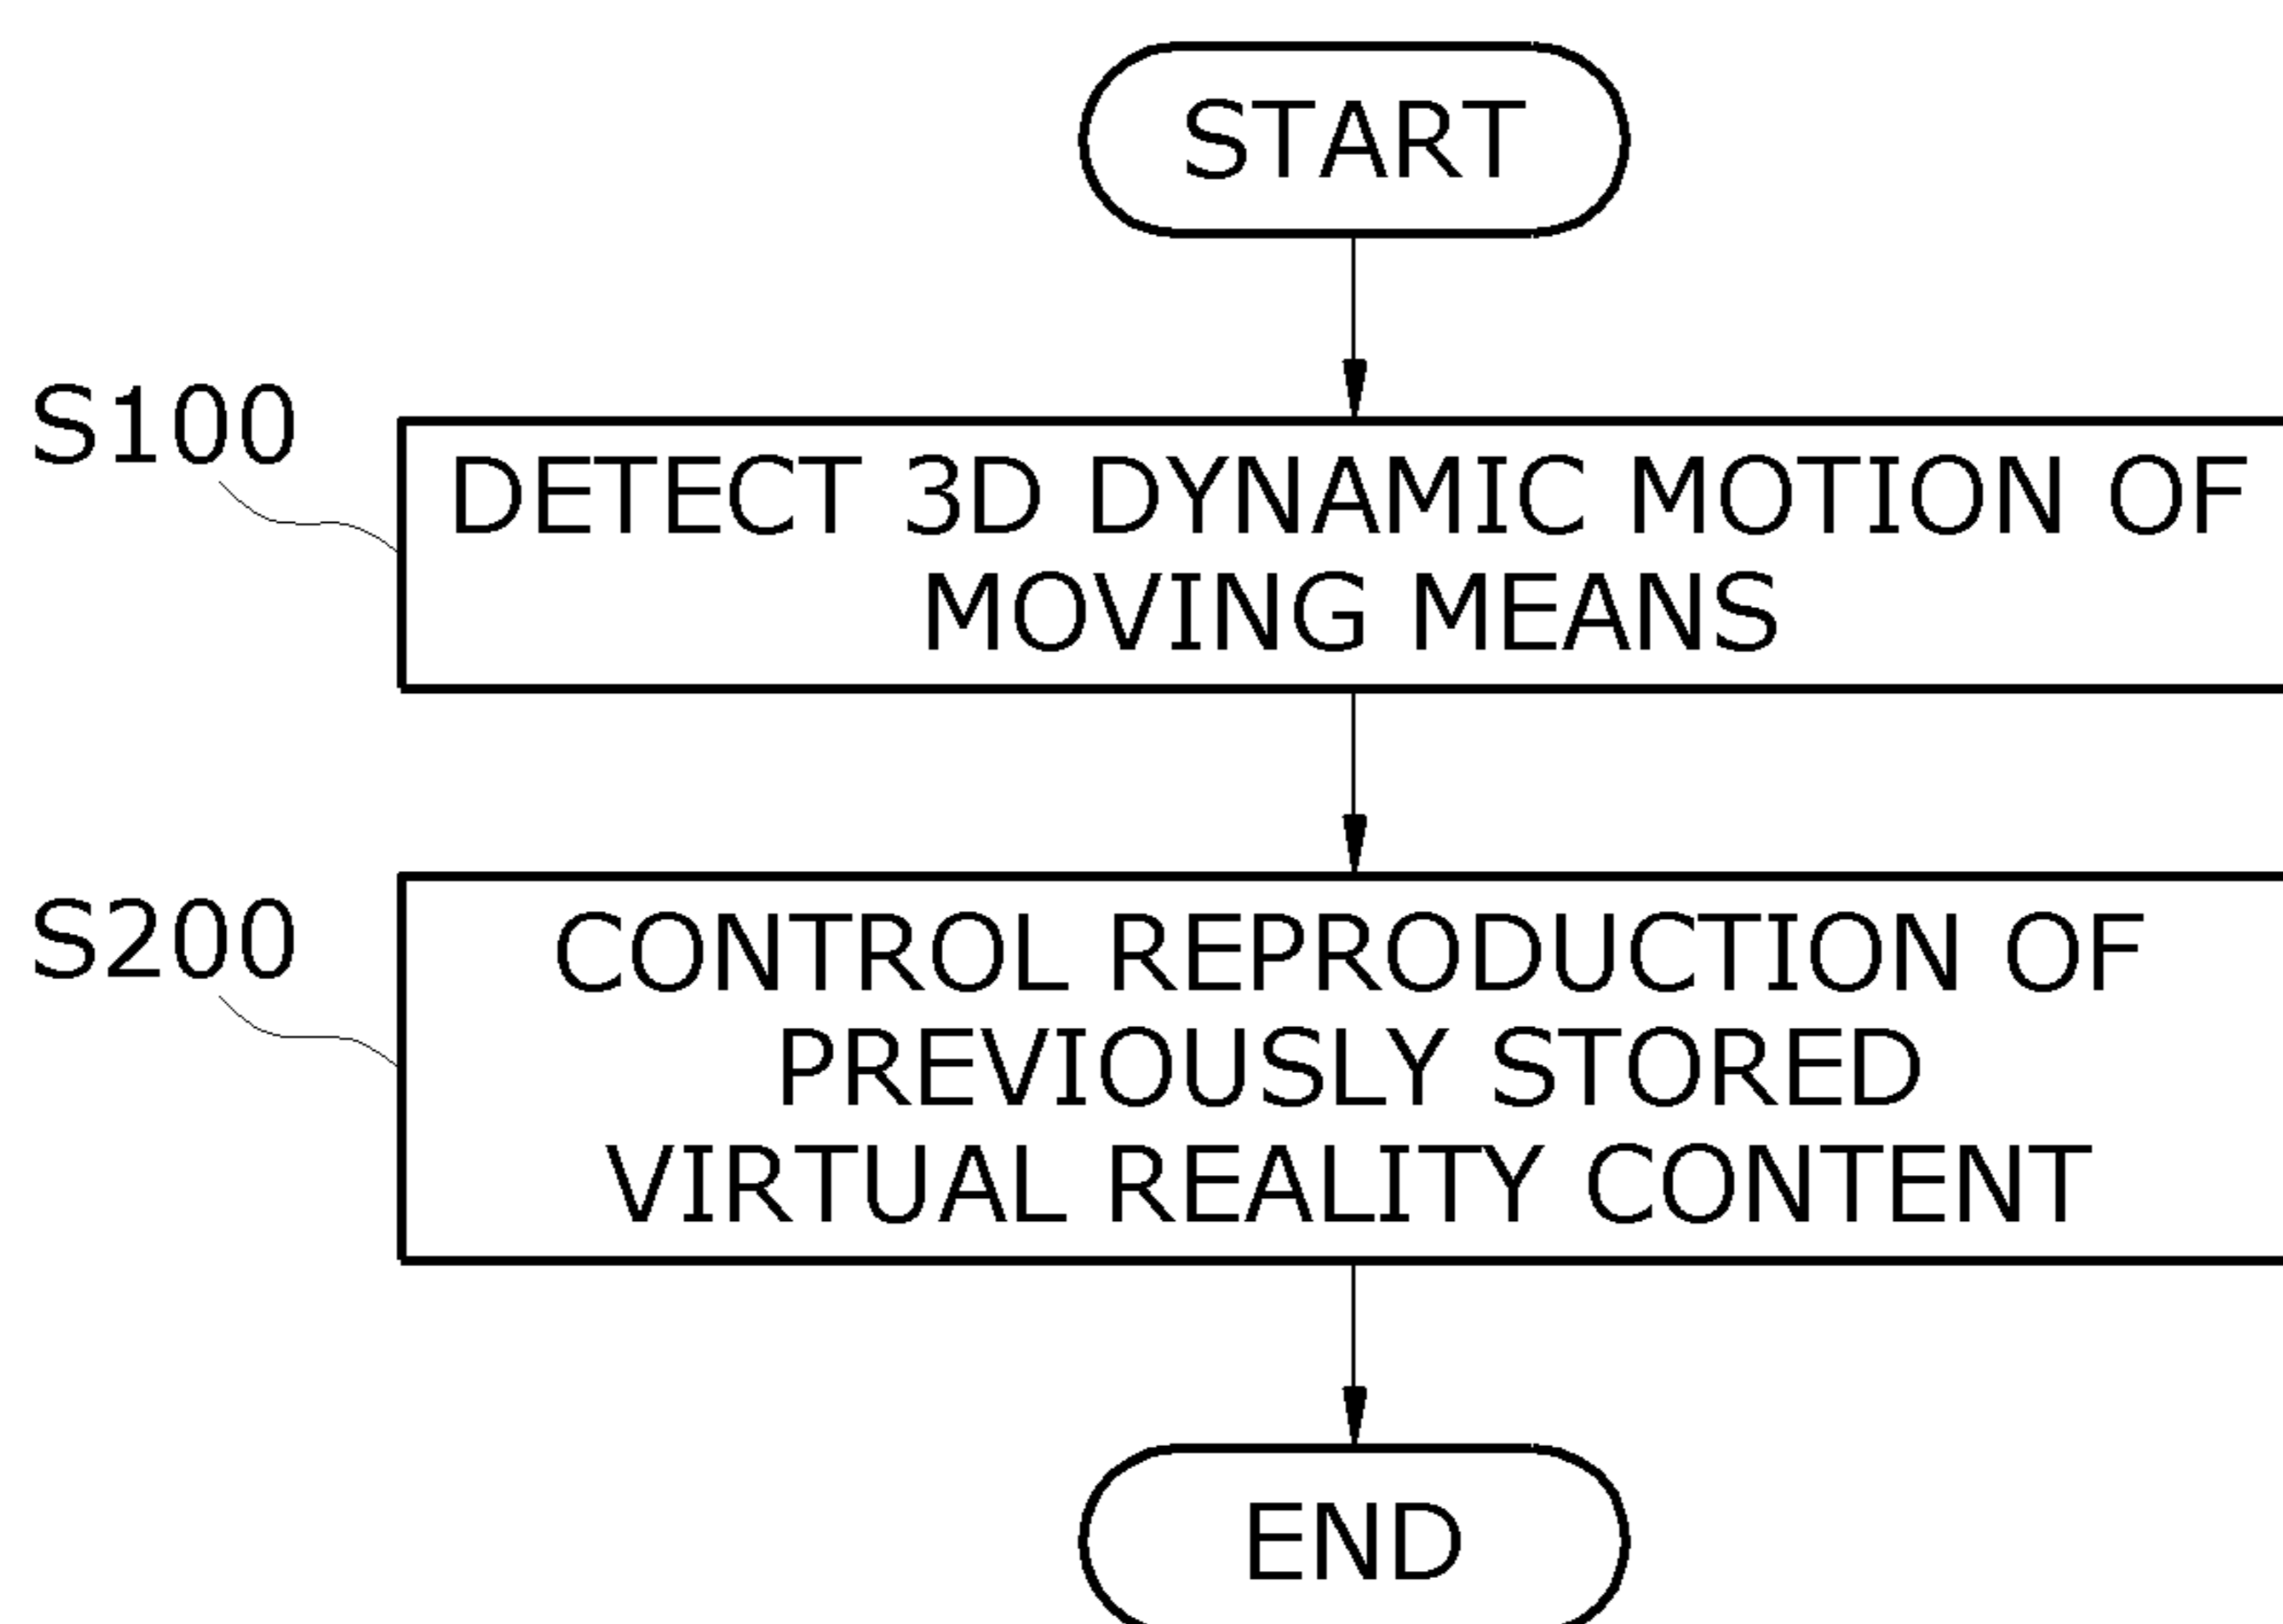 START
S100
DETECT 3D DYNAMIC MOTION OF
MOVING MEANS
S200
CONTROL REPRODUCTION OF
PREVIOUSLY STORED
VIRTUAL REALITY CONTENT
END